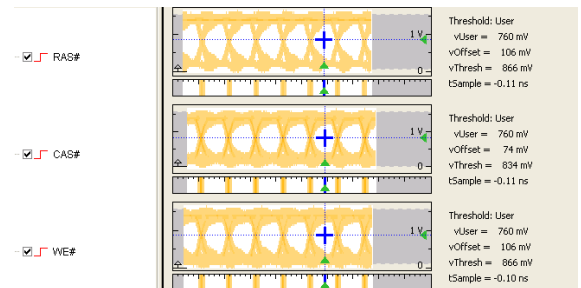 RAS#
1 V
0
Threshold: User
vUser = 760 mV
vOffset = 106 mV
vThresh = 866 mV
tSample = -0.11 ns
CAS#
1 V
0
Threshold: User
vUser = 760 mV
vOffset = 74 mV
vThresh = 834 mV
tSample = -0.11 ns
WE#
1 V
0
Threshold: User
vUser = 760 mV
vOffset = 106 mV
vThresh = 866 mV
tSample = -0.10 ns